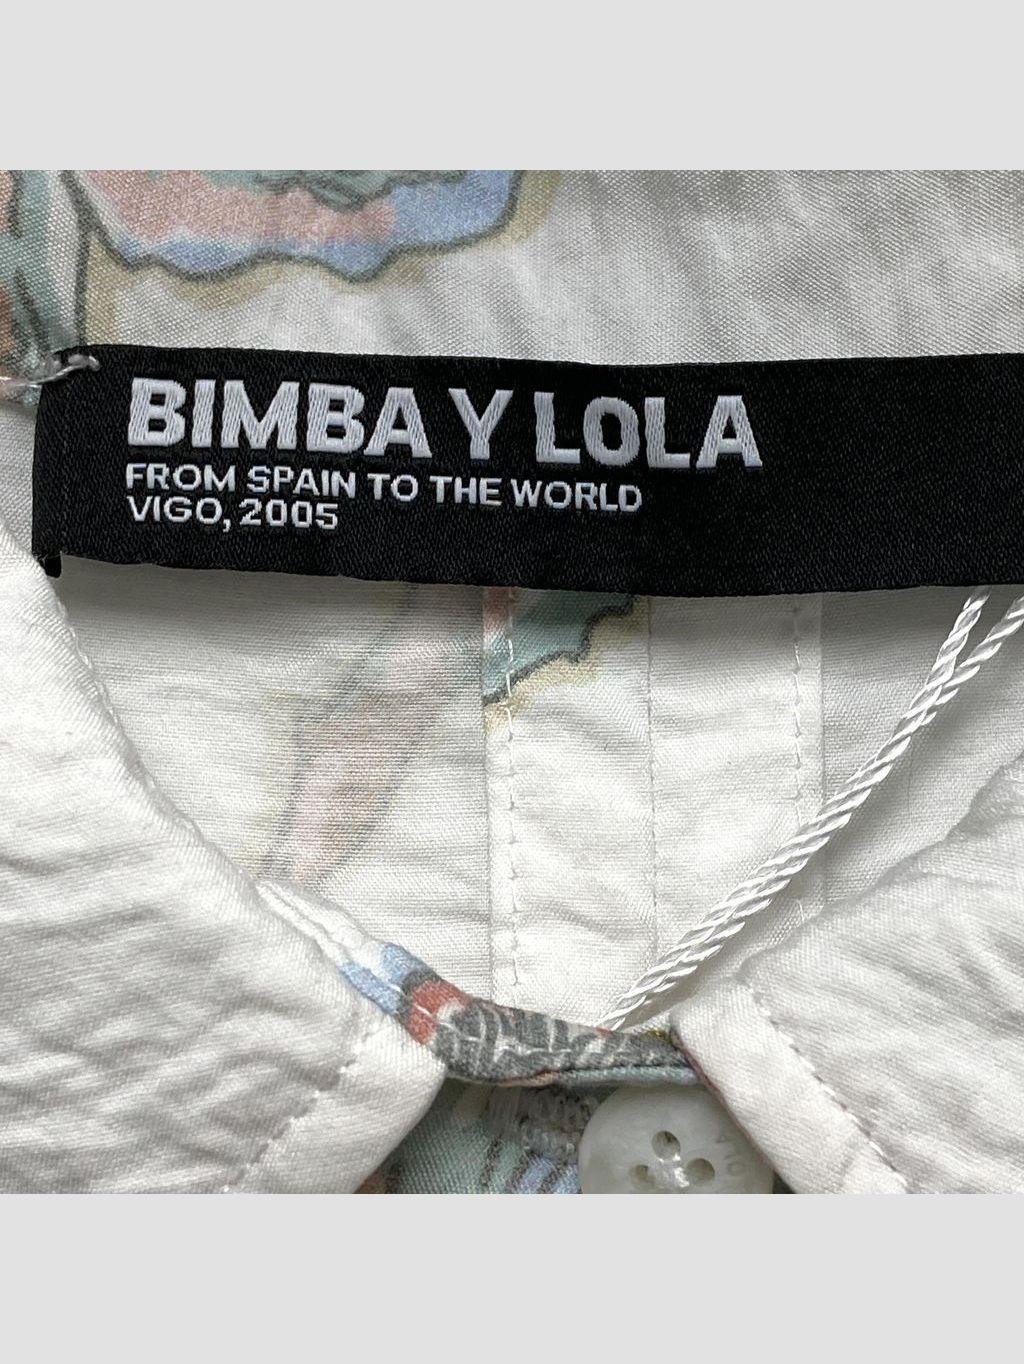 BIMBA Y LOLA
FROM SPAIN TO THE WORLD
VIGO, 2005